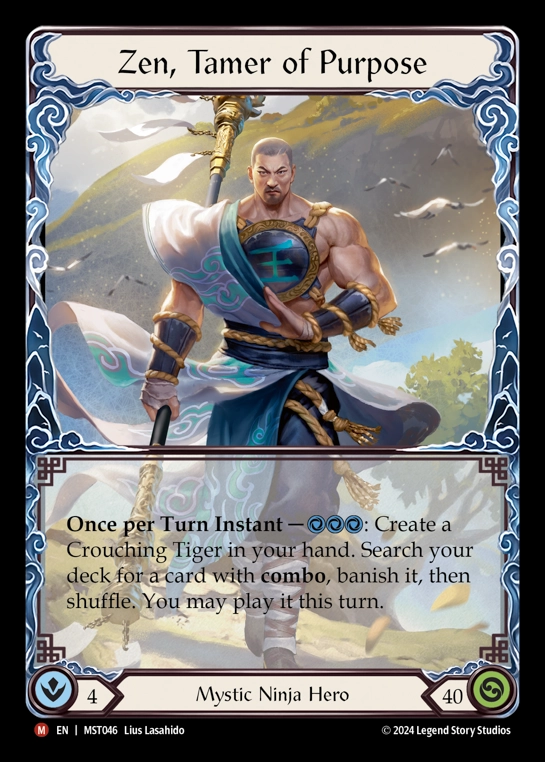 Zen, Tamer of Purpose
王
Once per Turn Instant — : Create a
Crouching Tiger in your hand. Search your
deck for a card with combo, banish it, then
shuffle. You may play it this turn.
4 Mystic Ninja Hero 40
M EN | MST046 Lius Lasahido © 2024 Legend Story Studios